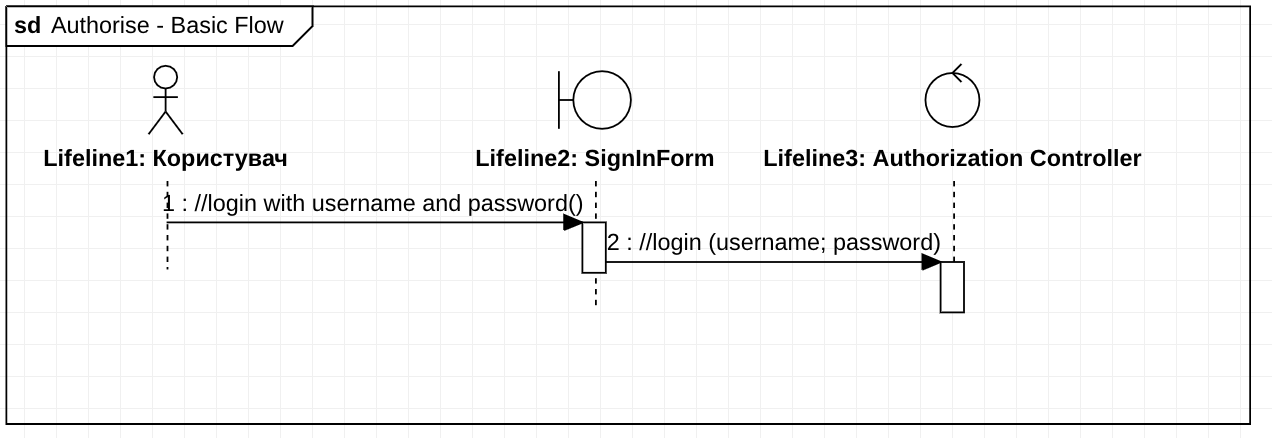 sd Authorise - Basic Flow
Lifeline1: Користувач
Lifeline2: SignInForm
Lifeline3: Authorization Controller
1 : //login with username and password()
2 : //login (username; password)